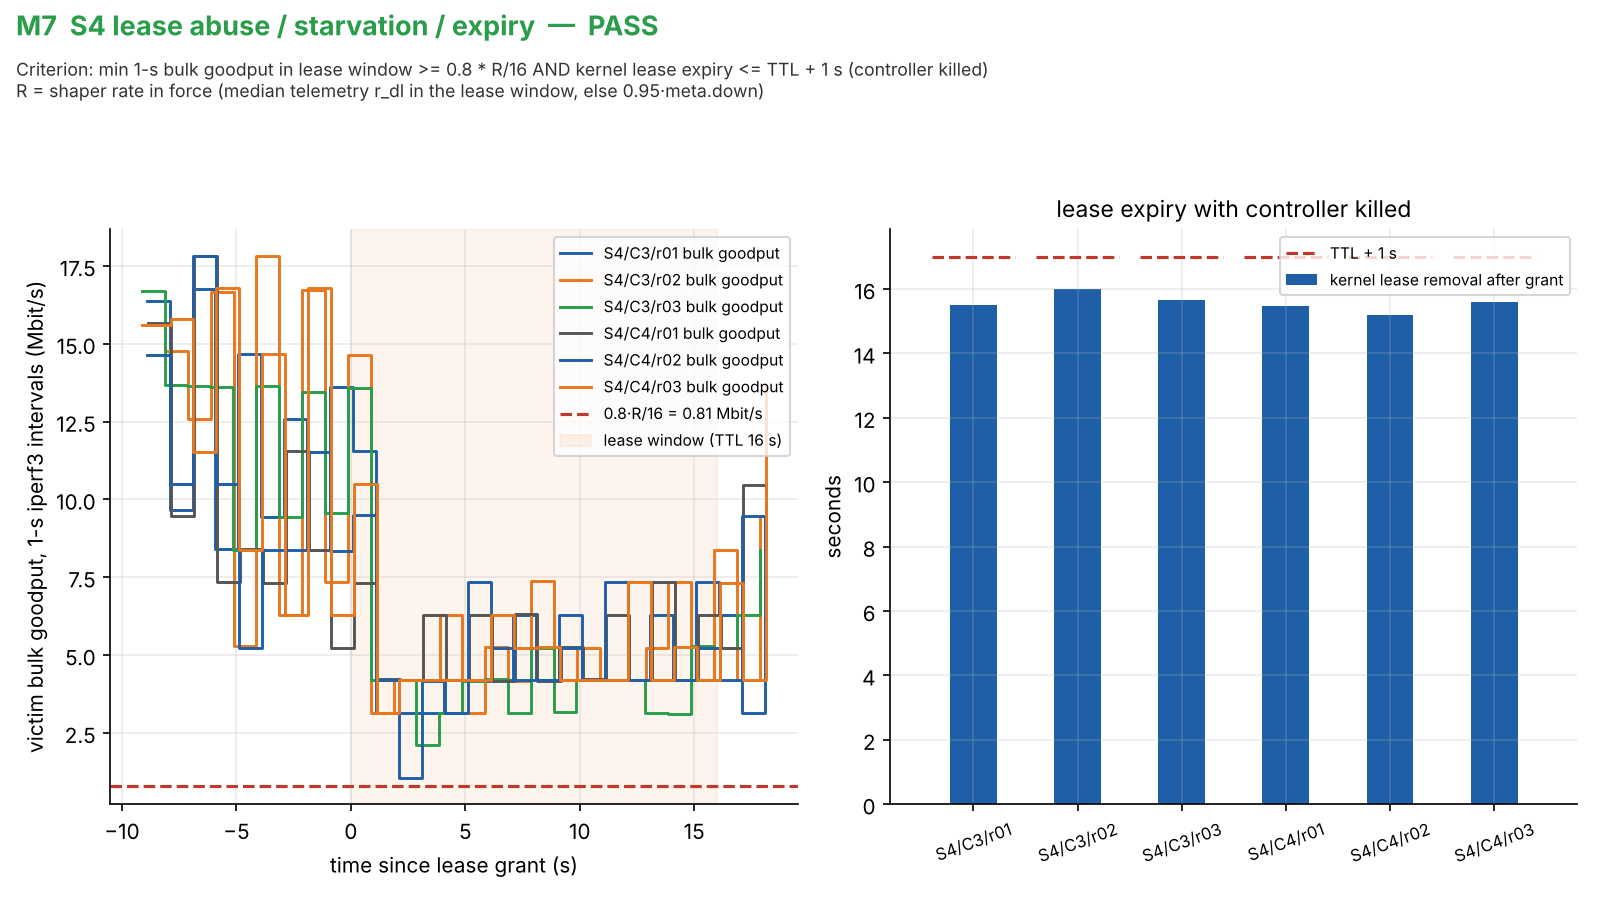 M7 S4 lease abuse / starvation / expiry — PASS
Criterion: min 1-s bulk goodput in lease window >= 0.8 * R/16 AND kernel lease expiry <= TTL + 1 s (controller killed)
R = shaper rate in force (median telemetry r_dl in the lease window, else 0.95·meta.down)
victim bulk goodput, 1-s iperf3 intervals (Mbit/s)
17.5
15.0
12.5
10.0
7.5
5.0
2.5
−10
−5
0
5
10
15
time since lease grant (s)
S4/C3/r01 bulk goodput
S4/C3/r02 bulk goodput
S4/C3/r03 bulk goodput
S4/C4/r01 bulk goodput
S4/C4/r02 bulk goodput
S4/C4/r03 bulk goodput
0.8·R/16 = 0.81 Mbit/s
lease window (TTL 16 s)
lease expiry with controller killed
seconds
16
14
12
10
8
6
4
2
0
TTL + 1 s
kernel lease removal after grant
S4/C3/r01
S4/C3/r02
S4/C3/r03
S4/C4/r01
S4/C4/r02
S4/C4/r03